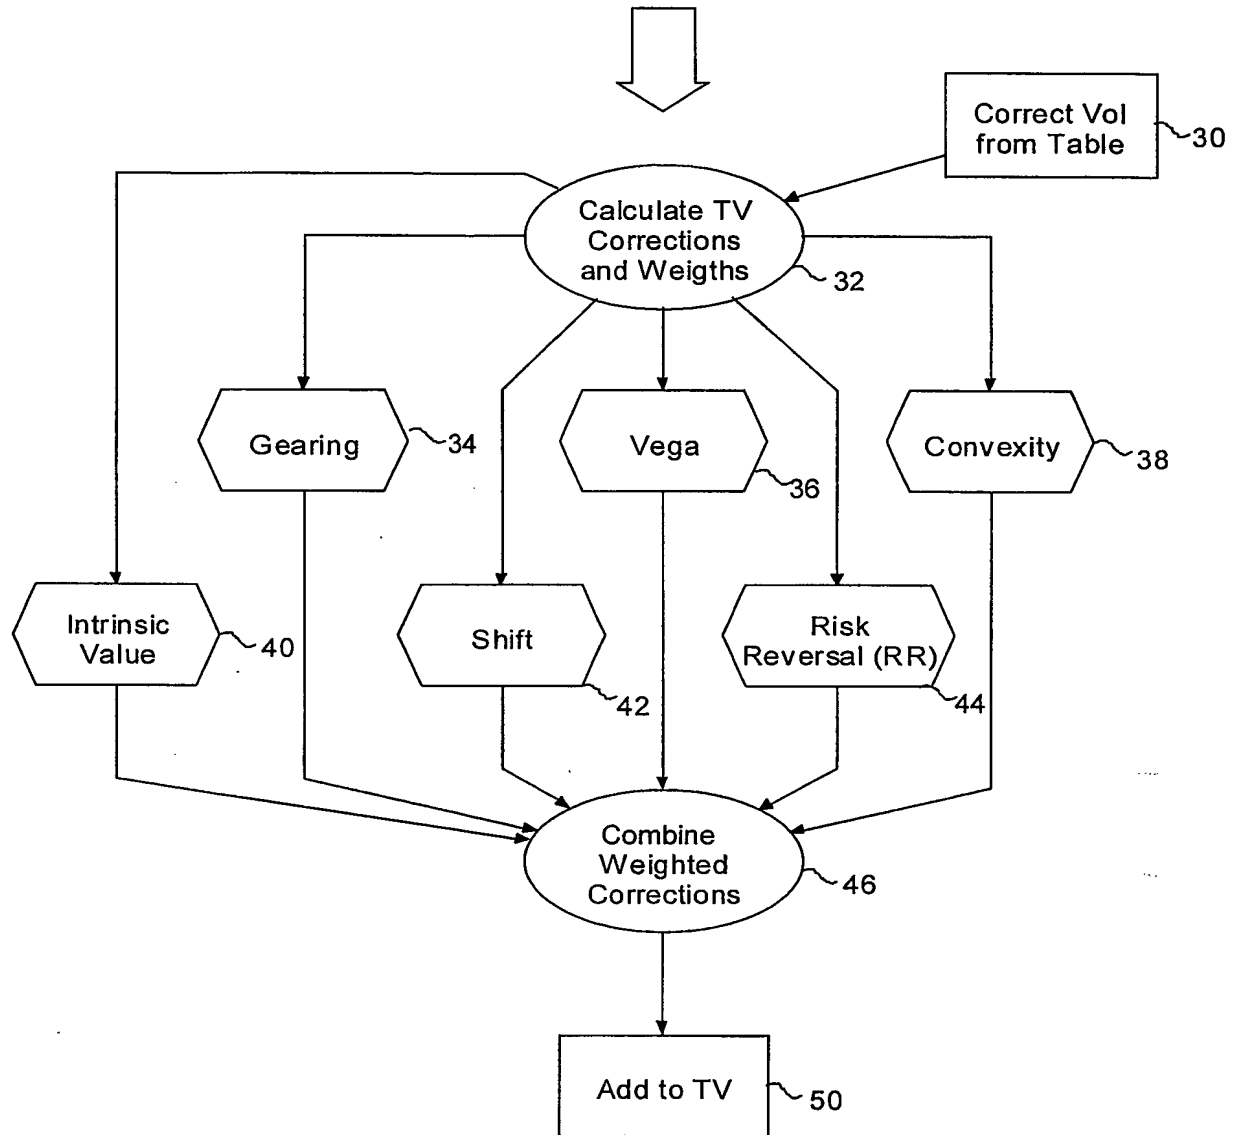 Correct Vol
from Table
30
Calculate TV
Corrections
and Weigths
32
Gearing
34
Vega
36
Convexity
38
Intrinsic
Value
40
Shift
42
Risk
Reversal (RR)
44
Combine
Weighted
Corrections
46
Add to TV
50